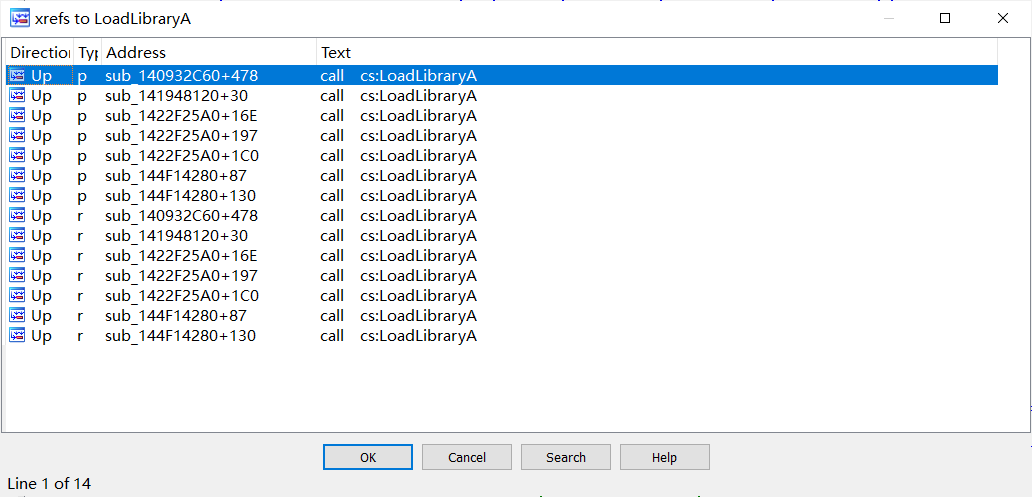 xrefs to LoadLibraryA
Directior Typ Address Text
Up p sub_140932C60+478 call cs:LoadLibraryA
Up p sub_141948120+30 call cs:LoadLibraryA
Up p sub_1422F25A0+16E call cs:LoadLibraryA
Up p sub_1422F25A0+197 call cs:LoadLibraryA
Up p sub_1422F25A0+1C0 call cs:LoadLibraryA
Up p sub_144F14280+87 call cs:LoadLibraryA
Up p sub_144F14280+130 call cs:LoadLibraryA
Up r sub_140932C60+478 call cs:LoadLibraryA
Up r sub_141948120+30 call cs:LoadLibraryA
Up r sub_1422F25A0+16E call cs:LoadLibraryA
Up r sub_1422F25A0+197 call cs:LoadLibraryA
Up r sub_1422F25A0+1C0 call cs:LoadLibraryA
Up r sub_144F14280+87 call cs:LoadLibraryA
Up r sub_144F14280+130 call cs:LoadLibraryA
OK Cancel Search Help
Line 1 of 14